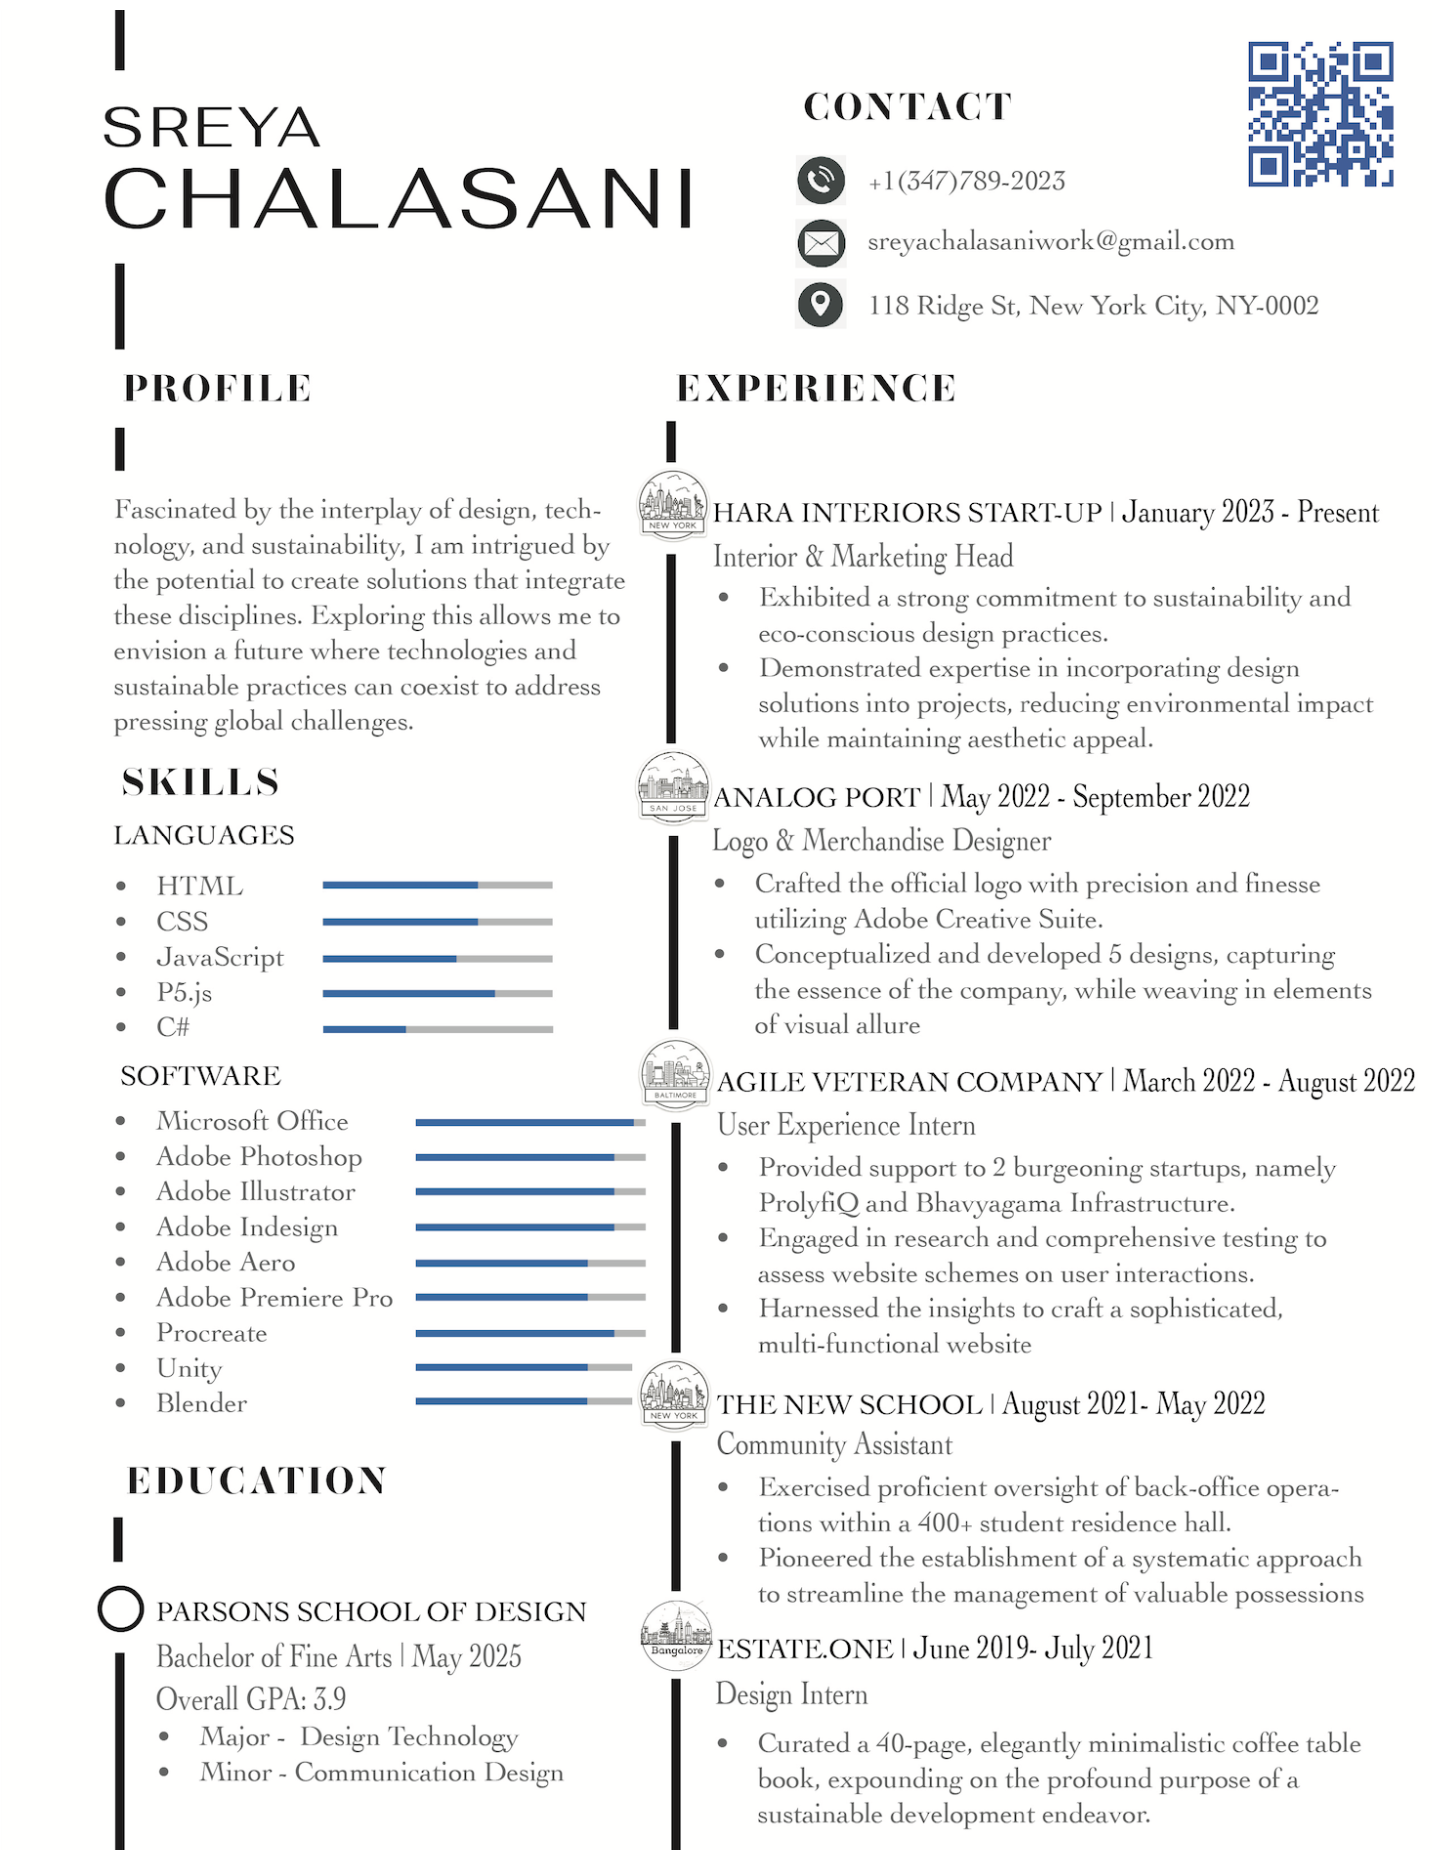 SREYA
CHALASANI
CONTACT
+1(347)789-2023
sreyachalasaniwork@gmail.com
118 Ridge St, New York City, NY-0002
PROFILE
Fascinated by the interplay of design, tech-
nology, and sustainability, I am intrigued by
the potential to create solutions that integrate
these disciplines. Exploring this allows me to
envision a future where technologies and
sustainable practices can coexist to address
pressing global challenges.
SKILLS
LANGUAGES
• HTML
• CSS
• JavaScript
• P5.js
• C#
SOFTWARE
• Microsoft Office
• Adobe Photoshop
• Adobe Illustrator
• Adobe Indesign
• Adobe Aero
• Adobe Premiere Pro
• Procreate
• Unity
• Blender
EDUCATION
PARSONS SCHOOL OF DESIGN
Bachelor of Fine Arts | May 2025
Overall GPA: 3.9
• Major - Design Technology
• Minor - Communication Design
EXPERIENCE
NEW YORK
HARA INTERIORS START-UP | January 2023 - Present
Interior & Marketing Head
• Exhibited a strong commitment to sustainability and
eco-conscious design practices.
• Demonstrated expertise in incorporating design
solutions into projects, reducing environmental impact
while maintaining aesthetic appeal.
SAN JOSE
ANALOG PORT | May 2022 - September 2022
Logo & Merchandise Designer
• Crafted the official logo with precision and finesse
utilizing Adobe Creative Suite.
• Conceptualized and developed 5 designs, capturing
the essence of the company, while weaving in elements
of visual allure
BALTIMORE
AGILE VETERAN COMPANY | March 2022 - August 2022
User Experience Intern
• Provided support to 2 burgeoning startups, namely
ProlyfiQ and Bhavyagama Infrastructure.
• Engaged in research and comprehensive testing to
assess website schemes on user interactions.
• Harnessed the insights to craft a sophisticated,
multi-functional website
NEW YORK
THE NEW SCHOOL | August 2021- May 2022
Community Assistant
• Exercised proficient oversight of back-office opera-
tions within a 400+ student residence hall.
• Pioneered the establishment of a systematic approach
to streamline the management of valuable possessions
Bangalore
ESTATE.ONE | June 2019- July 2021
Design Intern
• Curated a 40-page, elegantly minimalistic coffee table
book, expounding on the profound purpose of a
sustainable development endeavor.